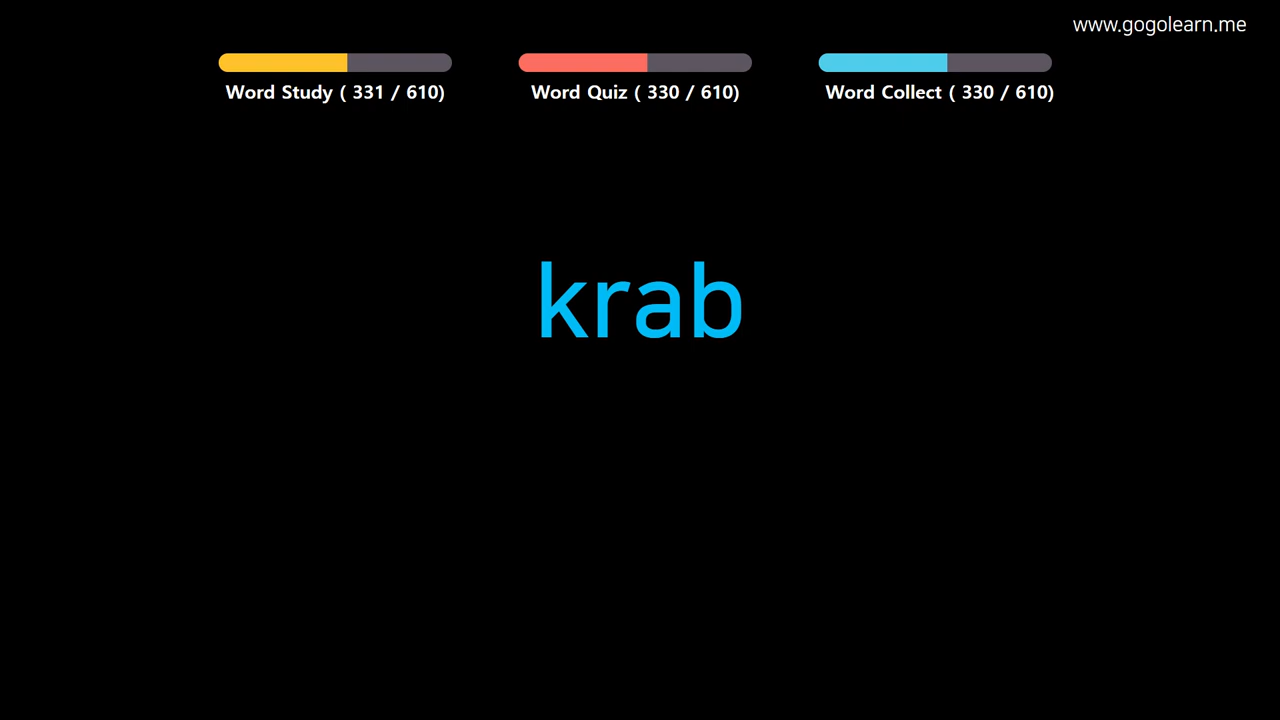 www.gogolearn.me
Word Study ( 331 / 610)
Word Quiz ( 330 / 610)
Word Collect ( 330 / 610)
krab